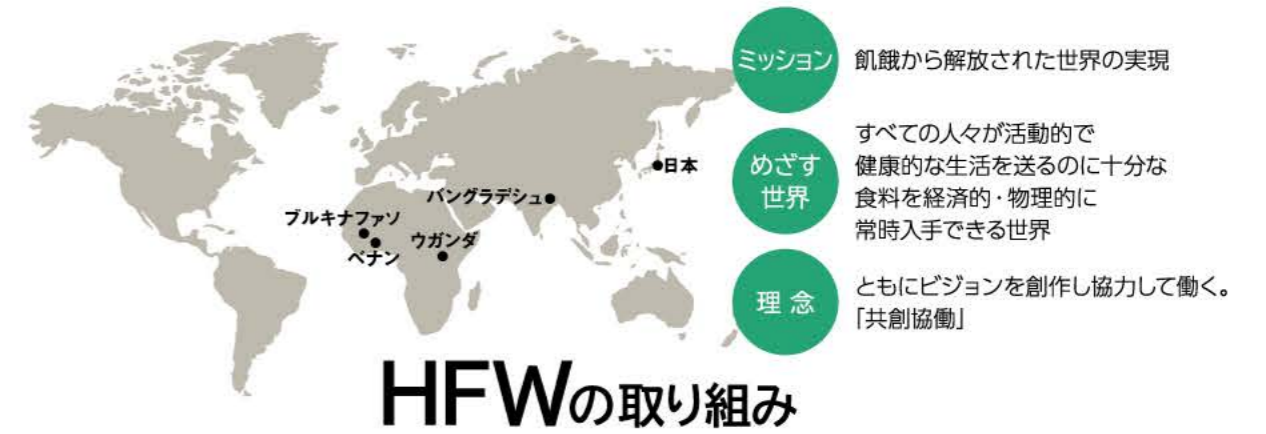 ミッション
飢餓から解放された世界の実現
めざす
世界
すべての人々が活動的で
健康的な生活を送るのに十分な
食料を経済的・物理的に
常時入手できる世界
理念
ともにビジョンを創作し協力して働く。
「共創協働」
日本
バングラデシュ
ブルキナファソ
ベナン
ウガンダ
HFWの取り組み